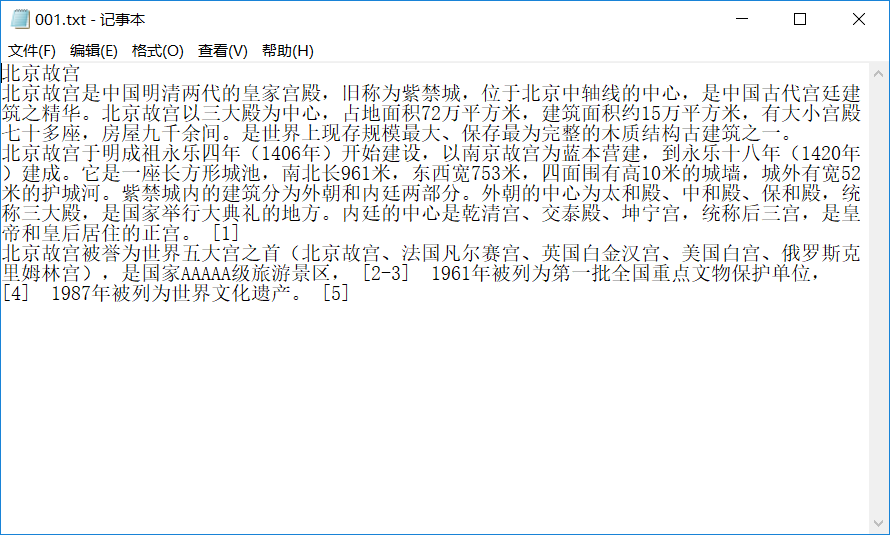 001.txt - 记事本
文件(F) 编辑(E) 格式(O) 查看(V) 帮助(H)
北京故宫
北京故宫是中国明清两代的皇家宫殿，旧称为紫禁城，位于北京中轴线的中心，是中国古代宫廷建
筑之精华。北京故宫以三大殿为中心，占地面积72万平方米，建筑面积约15万平方米，有大小宫殿
七十多座，房屋九千余间。是世界上现存规模最大、保存最为完整的木质结构古建筑之一。
北京故宫于明成祖永乐四年（1406年）开始建设，以南京故宫为蓝本营建，到永乐十八年（1420年
）建成。它是一座长方形城池，南北长961米，东西宽753米，四面围有高10米的城墙，城外有宽52
米的护城河。紫禁城内的建筑分为外朝和内廷两部分。外朝的中心为太和殿、中和殿、保和殿，统
称三大殿，是国家举行大典礼的地方。内廷的中心是乾清宫、交泰殿、坤宁宫，统称后三宫，是皇
帝和皇后居住的正宫。 [1]
北京故宫被誉为世界五大宫之首（北京故宫、法国凡尔赛宫、英国白金汉宫、美国白宫、俄罗斯克
里姆林宫），是国家AAAAA级旅游景区， [2-3]  1961年被列为第一批全国重点文物保护单位，
[4]  1987年被列为世界文化遗产。 [5]